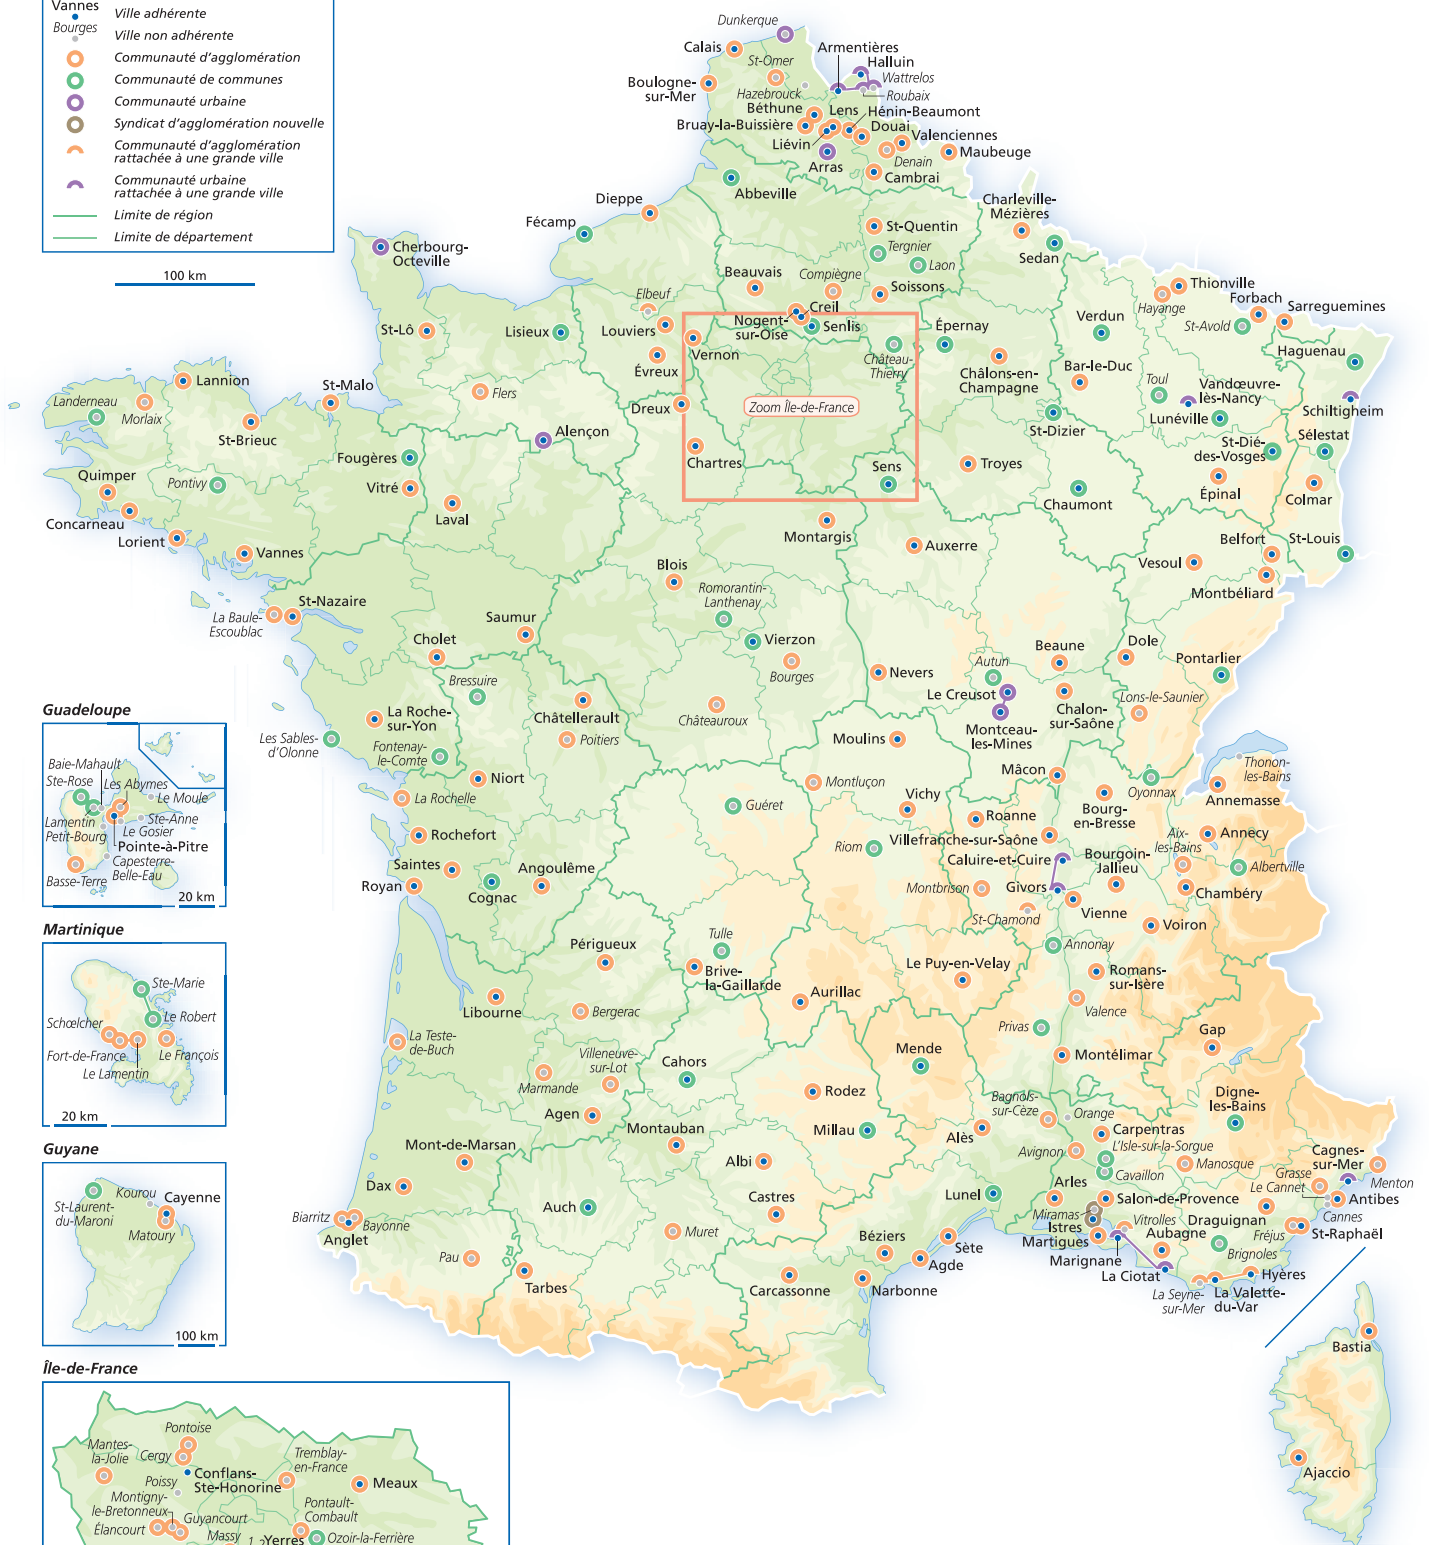 Vannes
Ville adhérente
Bourges
Ville non adhérente
Communauté d'agglomération
Communauté de communes
Communauté urbaine
Syndicat d'agglomération nouvelle
Communauté d'agglomération
rattachée à une grande ville
Communauté urbaine
rattachée à une grande ville
Limite de région
Limite de département
100 km
Dunkerque
Calais
St-Omer
Armentières
Halluin
Wattrelos
Roubaix
Boulogne-
sur-Mer
Hazebrouck
Béthune
Lens
Hénin-Beaumont
Bruay-la-Buissière
Douai
Liévin
Valenciennes
Denain
Maubeuge
Arras
Cambrai
Abbeville
Dieppe
Fécamp
Charleville-
Mézières
St-Quentin
Sedan
Tergnier
Laon
Cherbourg-
Octeville
Beauvais
Compiègne
Soissons
Elbeuf
Creil
Nogent-
sur-Oise
Senlis
St-Lô
Lisieux
Louviers
Vernon
Évreux
Château-
Thierry
Épernay
Châlons-en-
Champagne
Verdun
Thionville
Hayange
Forbach
Sarreguemines
St-Avold
Haguenau
Bar-le-Duc
Toul
Vandœuvre-
lès-Nancy
Lunéville
Schiltigheim
St-Dizier
St-Dié-
des-Vosges
Sélestat
Lannion
St-Malo
Landerneau
Morlaix
St-Brieuc
Flers
Dreux
Zoom Île-de-France
Alençon
Fougères
Chartres
Sens
Troyes
Chaumont
Épinal
Colmar
Quimper
Pontivy
Vitré
Laval
Concarneau
Lorient
Vannes
Montargis
Auxerre
Belfort
St-Louis
Vesoul
Montbéliard
Blois
Romorantin-
Lanthenay
St-Nazaire
La Baule-
Escoublac
Saumur
Cholet
Vierzon
Bourges
Nevers
Autun
Beaune
Dole
Pontarlier
Le Creusot
Lons-le-Saunier
Chalon-
sur-Saône
Montceau-
les-Mines
Bressuire
La Roche-
sur-Yon
Châtellerault
Châteauroux
Les Sables-
d'Olonne
Fontenay-
le-Comte
Poitiers
Moulins
Mâcon
Thonon-
les-Bains
Oyonnax
Annemasse
Niort
La Rochelle
Montluçon
Guéret
Vichy
Bourg-
en-Bresse
Roanne
Villefranche-sur-Saône
Aix-
les-Bains
Annecy
Rochefort
Riom
Caluire-et-Cuire
Bourgoin-
Jallieu
Albertville
Saintes
Royan
Cognac
Angoulême
Montbrison
Givors
Chambéry
Vienne
St-Chamond
Voiron
Annonay
Périgueux
Tulle
Brive-
la-Gaillarde
Le Puy-en-Velay
Romans-
sur-Isère
Aurillac
Valence
Libourne
Bergerac
Privas
La Teste-
de-Buch
Gap
Villeneuve-
sur-Lot
Cahors
Mende
Montélimar
Marmande
Agen
Rodez
Digne-
les-Bains
Bagnols-
sur-Cèze
Orange
Montauban
Millau
Alès
Carpentras
L'Isle-sur-la-Sorgue
Avignon
Cavaillon
Manosque
Mont-de-Marsan
Dax
Albi
Castres
Auch
Lunel
Arles
Salon-de-Provence
Cagnes-
sur-Mer
Menton
Grasse
Le Cannet
Antibes
Cannes
Miramas
Istres
Vitrolles
Draguignan
Fréjus
St-Raphaël
Biarritz
Bayonne
Anglet
Muret
Béziers
Sète
Martigues
Aubagne
Brignoles
Marignane
Pau
Tarbes
Agde
La Ciotat
Hyères
La Seyne-
sur-Mer
La Valette-
du-Var
Carcassonne
Narbonne
Bastia
Ajaccio
Guadeloupe
Baie-Mahault
Ste-Rose
Les Abymes
Le Moule
Lamentin
Ste-Anne
Petit-Bourg
Le Gosier
Pointe-à-Pitre
Capesterre-
Belle-Eau
Basse-Terre
20 km
Martinique
Ste-Marie
Schœlcher
Le Robert
Fort-de-France
Le François
Le Lamentin
20 km
Guyane
Kourou
Cayenne
St-Laurent-
du-Maroni
Matoury
100 km
Île-de-France
Pontoise
Mantes-
la-Jolie
Cergy
Tremblay-
en-France
Conflans-
Ste-Honorine
Meaux
Poissy
Montigny-
le-Bretonneux
Pontault-
Combault
Guyancourt
Élancourt
Massy
1
2
Yerres
Ozoir-la-Ferrière